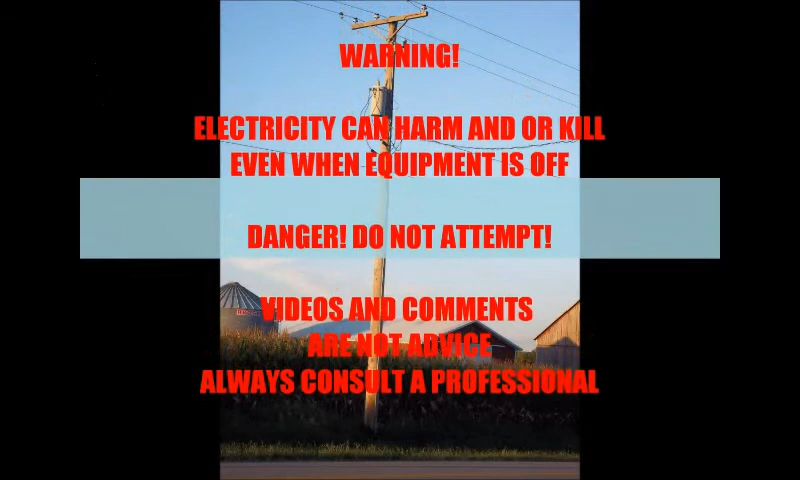 WARNING!
ELECTRICITY CAN HARM AND OR KILL
EVEN WHEN EQUIPMENT IS OFF
DANGER! DO NOT ATTEMPT!
VIDEOS AND COMMENTS
ARE NOT ADVICE
ALWAYS CONSULT A PROFESSIONAL